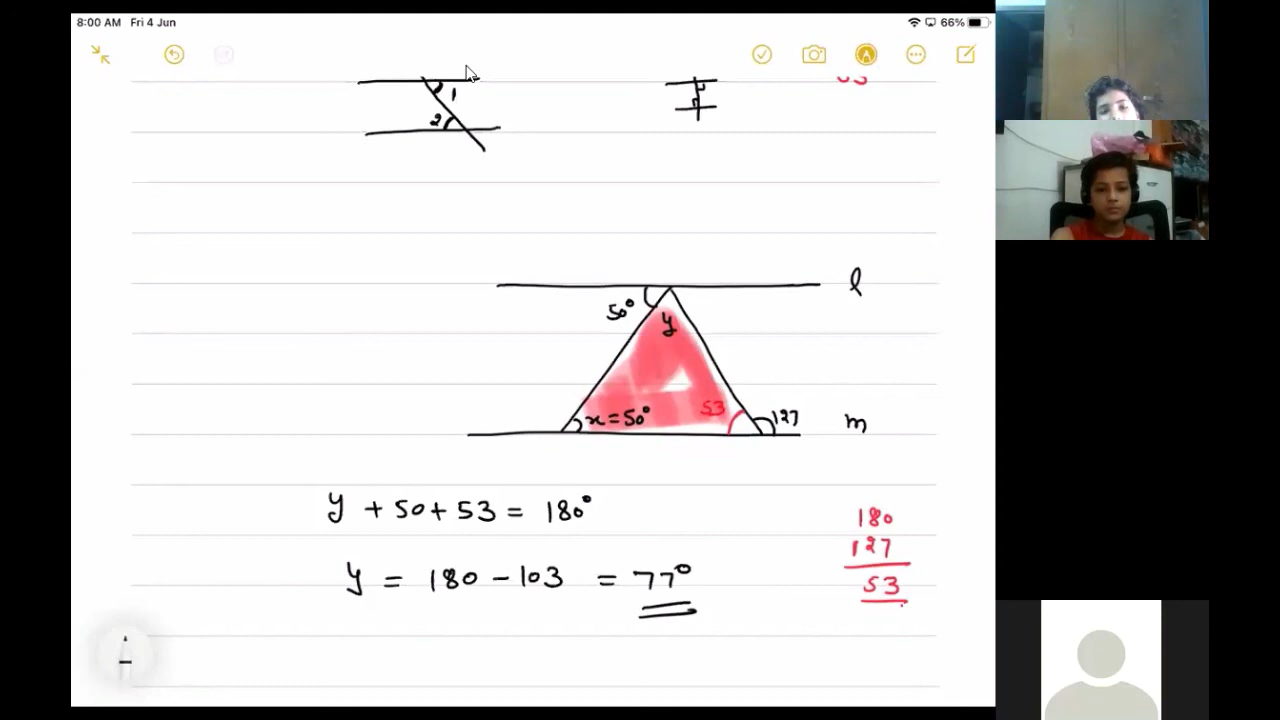 8:00 AM Fri 4 Jun
66%
1
2
l
50°
y
53
127
x = 50°
m
y + 50 + 53 = 180°
180
127
53
y = 180 - 103 = 77°